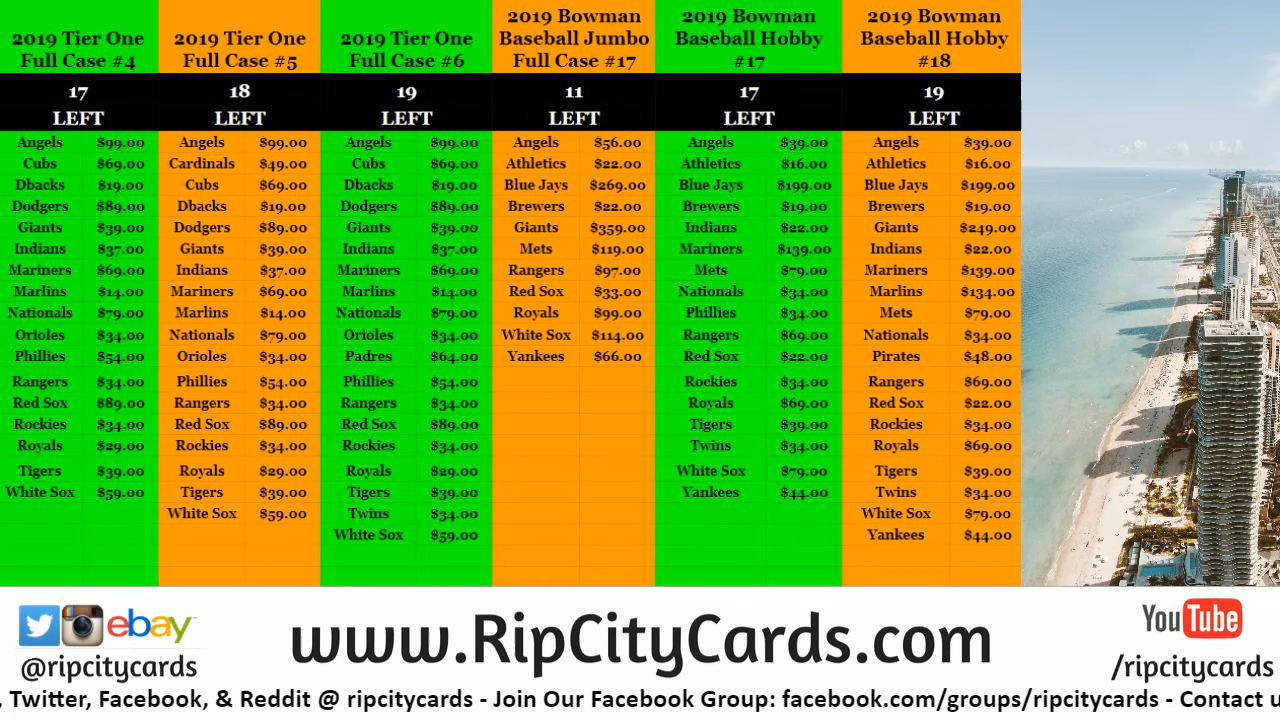 2019 Tier One
Full Case #4
17
LEFT
Angels $99.00
Cubs $69.00
Dbacks $19.00
Dodgers $89.00
Giants $39.00
Indians $37.00
Mariners $69.00
Marlins $14.00
Nationals $79.00
Orioles $34.00
Phillies $54.00
Rangers $34.00
Red Sox $89.00
Rockies $34.00
Royals $29.00
Tigers $39.00
White Sox $59.00
2019 Tier One
Full Case #5
18
LEFT
Angels $99.00
Cardinals $49.00
Cubs $69.00
Dbacks $19.00
Dodgers $89.00
Giants $39.00
Indians $37.00
Mariners $69.00
Marlins $14.00
Nationals $79.00
Orioles $34.00
Phillies $54.00
Rangers $34.00
Red Sox $89.00
Rockies $34.00
Royals $29.00
Tigers $39.00
White Sox $59.00
2019 Tier One
Full Case #6
19
LEFT
Angels $99.00
Cubs $69.00
Dbacks $19.00
Dodgers $89.00
Giants $39.00
Indians $37.00
Mariners $69.00
Marlins $14.00
Nationals $79.00
Orioles $34.00
Padres $64.00
Phillies $54.00
Rangers $34.00
Red Sox $89.00
Rockies $34.00
Royals $29.00
Tigers $39.00
Twins $34.00
White Sox $59.00
2019 Bowman
Baseball Jumbo
Full Case #17
11
LEFT
Angels $56.00
Athletics $22.00
Blue Jays $269.00
Brewers $22.00
Giants $359.00
Mets $119.00
Rangers $97.00
Red Sox $33.00
Royals $99.00
White Sox $114.00
Yankees $66.00
2019 Bowman
Baseball Hobby
#17
17
LEFT
Angels $39.00
Athletics $16.00
Blue Jays $199.00
Brewers $19.00
Indians $22.00
Mariners $139.00
Mets $79.00
Nationals $34.00
Phillies $34.00
Rangers $69.00
Red Sox $22.00
Rockies $34.00
Royals $69.00
Tigers $39.00
Twins $34.00
White Sox $79.00
Yankees $44.00
2019 Bowman
Baseball Hobby
#18
19
LEFT
Angels $39.00
Athletics $16.00
Blue Jays $199.00
Brewers $19.00
Giants $249.00
Indians $22.00
Mariners $139.00
Marlins $134.00
Mets $79.00
Nationals $34.00
Pirates $48.00
Rangers $69.00
Red Sox $22.00
Rockies $34.00
Royals $69.00
Tigers $39.00
Twins $34.00
White Sox $79.00
Yankees $44.00
ebay
@ripcitycards
www.RipCityCards.com
YouTube
/ripcitycards
, Twitter, Facebook, & Reddit @ ripcitycards - Join Our Facebook Group: facebook.com/groups/ripcitycards - Contact u